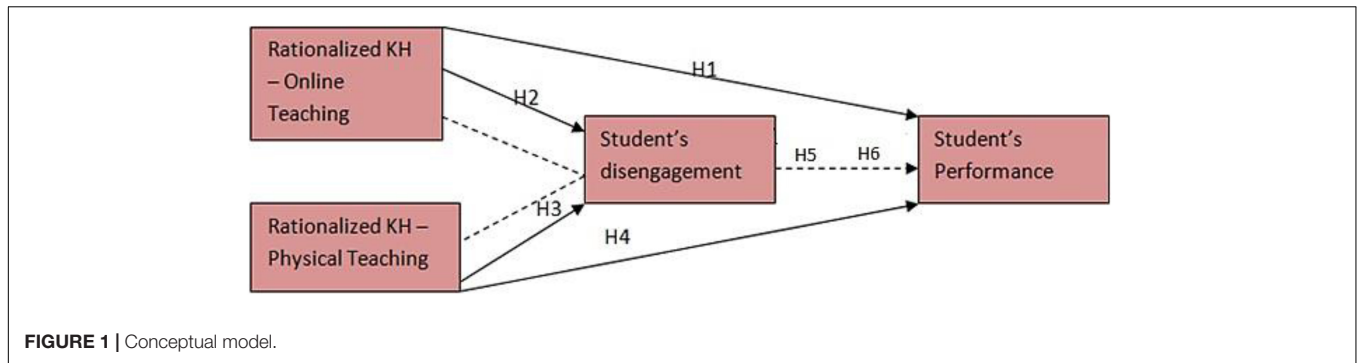 Rationalized KH
– Online
Teaching
H1
H2
Student's
disengagement
H5
H6
Student's
Performance
Rationalized KH –
Physical Teaching
H3
H4
FIGURE 1 | Conceptual model.